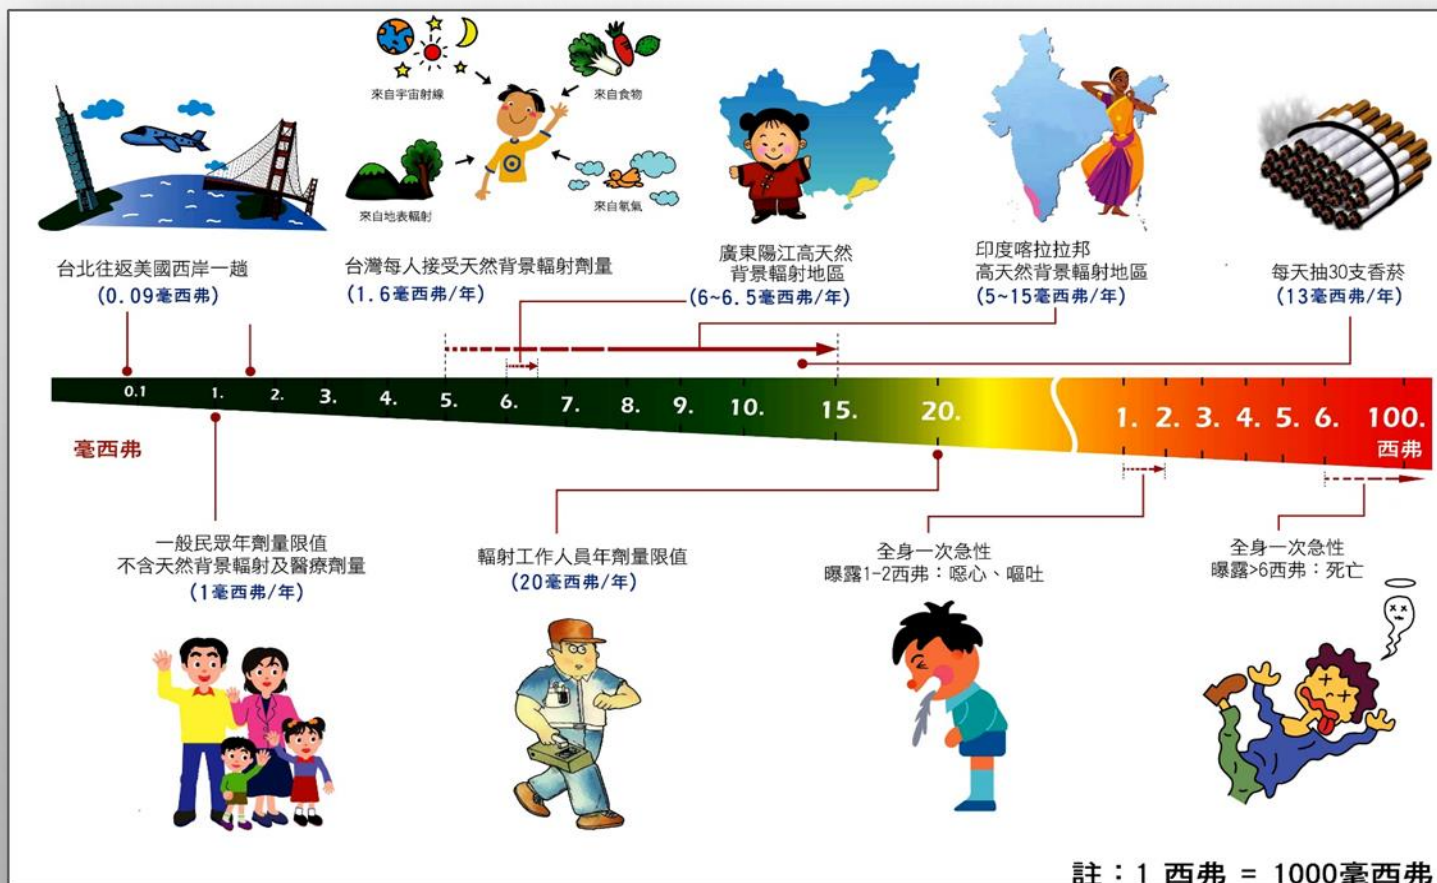 來自宇宙射線
來自食物
來自地表輻射
來自氡氣
台北往返美國西岸一趟
(0.09毫西弗)
台灣每人接受天然背景輻射劑量
(1.6毫西弗/年)
廣東陽江高天然
背景輻射地區
(6~6.5毫西弗/年)
印度喀拉拉邦
高天然背景輻射地區
(5~15毫西弗/年)
每天抽30支香菸
(13毫西弗/年)
0.1 1. 2. 3. 4. 5. 6. 7. 8. 9. 10. 15. 20. 1. 2. 3. 4. 5. 6. 100.
毫西弗
西弗
一般民眾年劑量限值
不含天然背景輻射及醫療劑量
(1毫西弗/年)
輻射工作人員年劑量限值
(20毫西弗/年)
全身一次急性
曝露1-2西弗：噁心、嘔吐
全身一次急性
曝露>6西弗：死亡
註：1 西弗 = 1000毫西弗